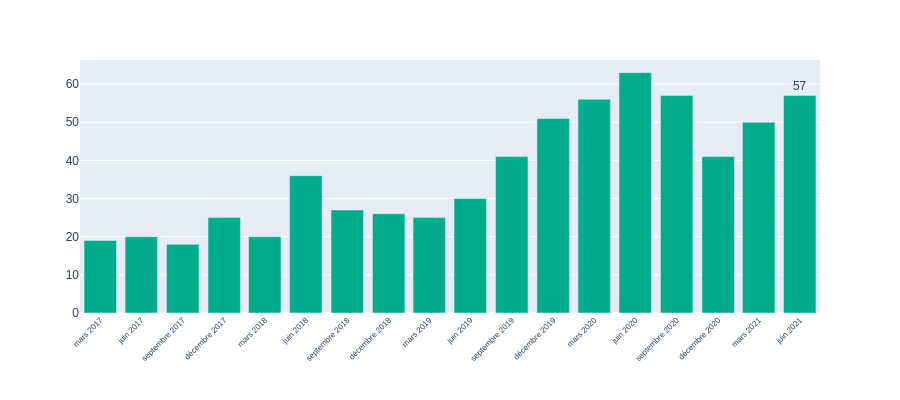 60
50
40
30
20
10
0
57
mars 2017
juin 2017
septembre 2017
décembre 2017
mars 2018
juin 2018
septembre 2018
décembre 2018
mars 2019
juin 2019
septembre 2019
décembre 2019
mars 2020
juin 2020
septembre 2020
décembre 2020
mars 2021
juin 2021